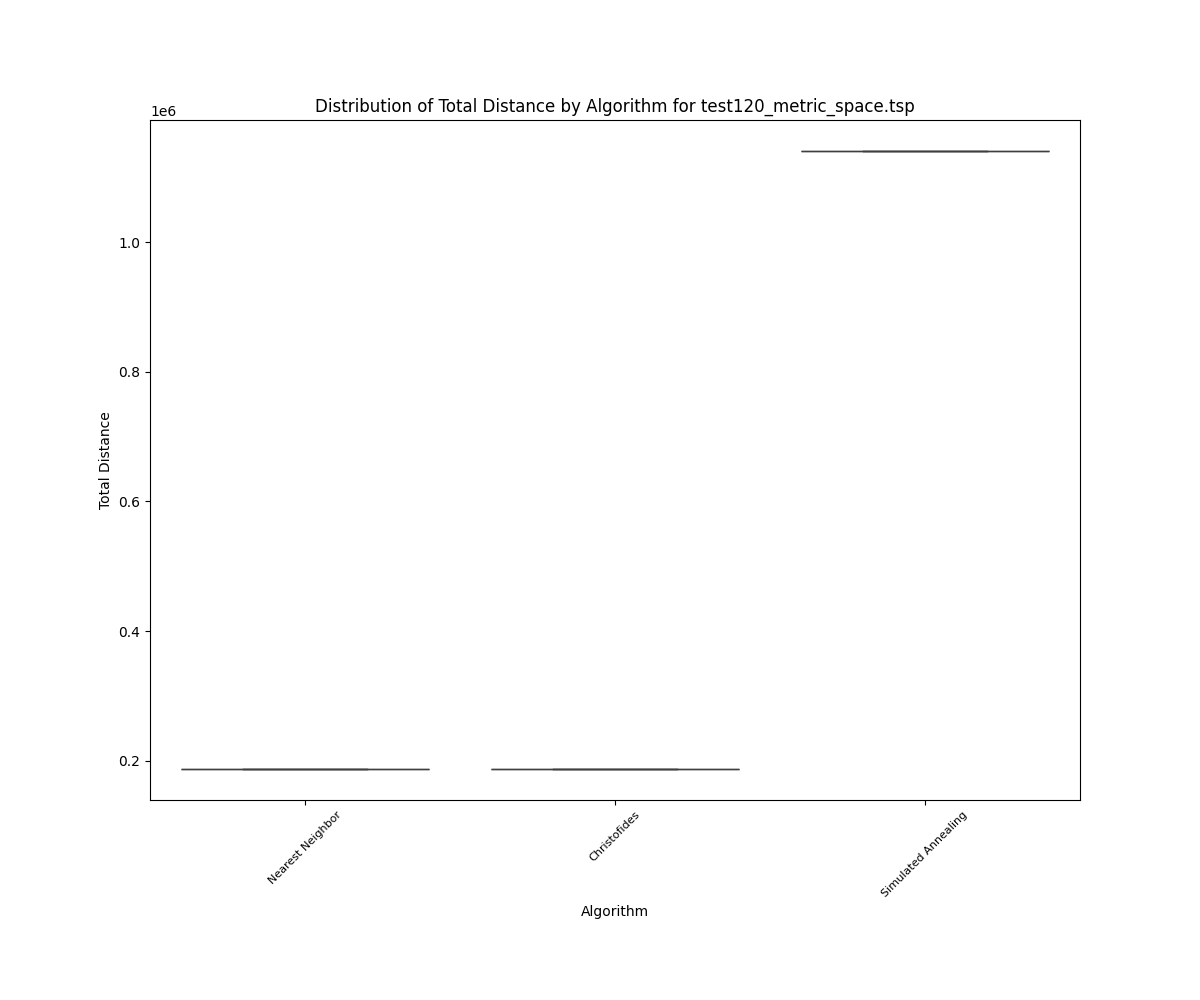 Distribution of Total Distance by Algorithm for test120_metric_space.tsp
1e6
1.0
0.8
0.6
0.4
0.2
Total Distance
Nearest Neighbor
Christofides
Simulated Annealing
Algorithm